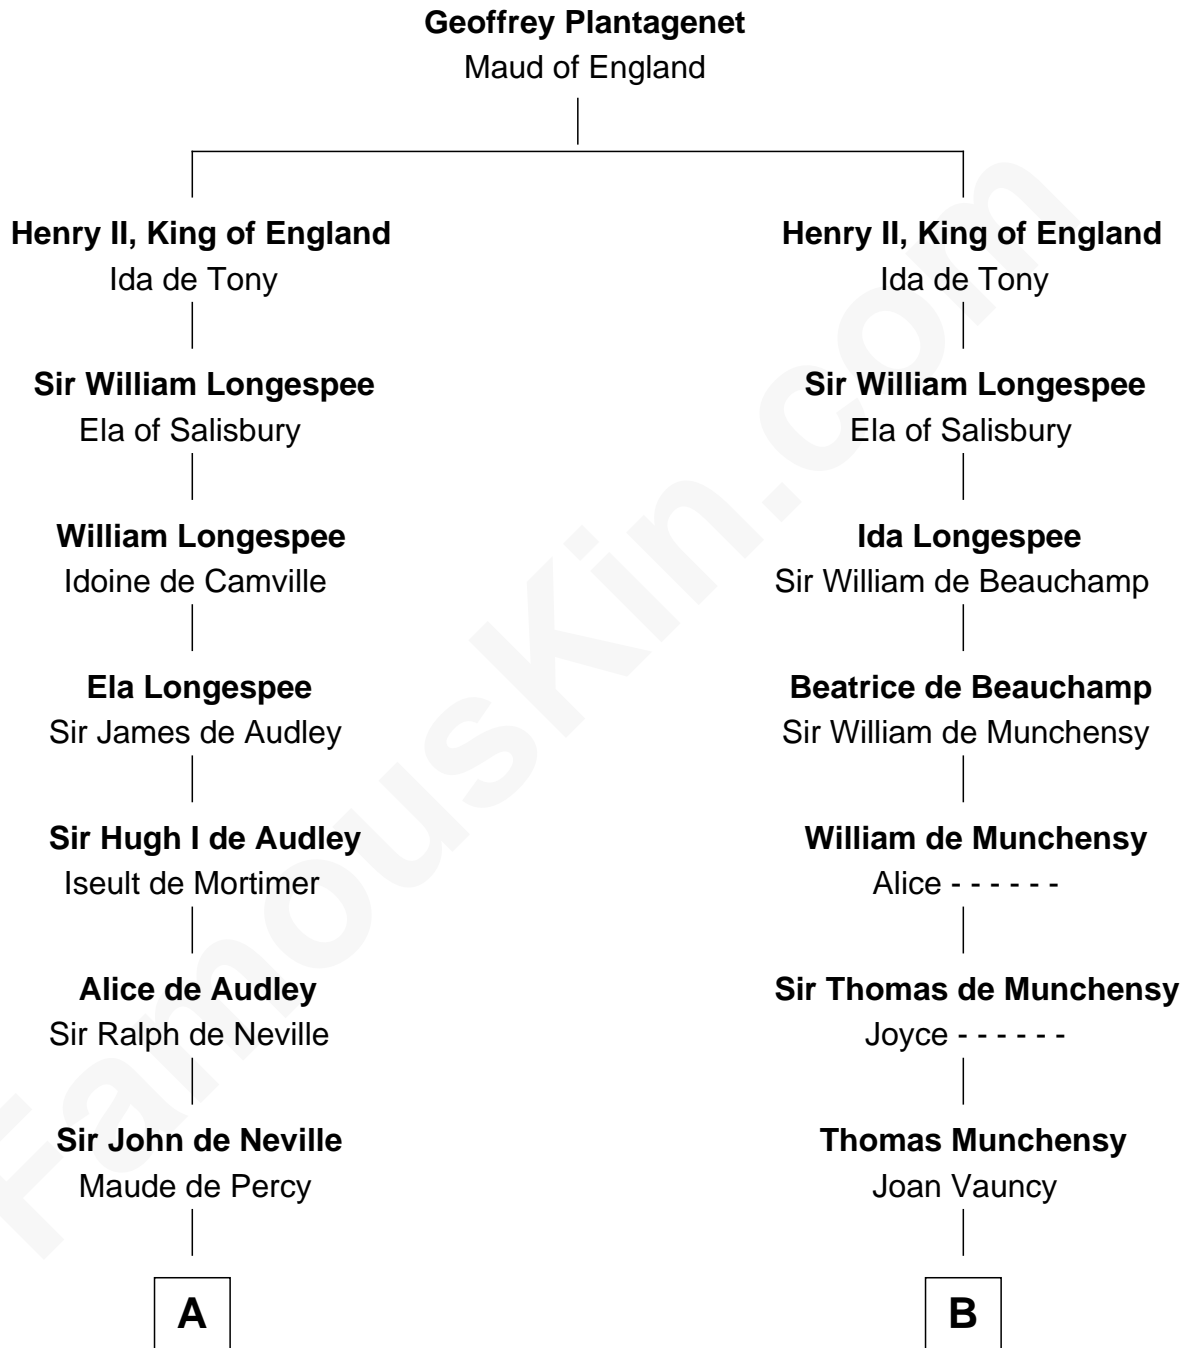 Geoffrey Plantagenet
Maud of England
Henry II, King of England
Ida de Tony
Sir William Longespee
Ela of Salisbury
William Longespee
Idoine de Camville
Ela Longespee
Sir James de Audley
Sir Hugh I de Audley
Iseult de Mortimer
Alice de Audley
Sir Ralph de Neville
Sir John de Neville
Maude de Percy
A
Henry II, King of England
Ida de Tony
Sir William Longespee
Ela of Salisbury
Ida Longespee
Sir William de Beauchamp
Beatrice de Beauchamp
Sir William de Munchensy
William de Munchensy
Alice - - - - - -
Sir Thomas de Munchensy
Joyce - - - - - -
Thomas Munchensy
Joan Vauncy
B
FamousKin.com